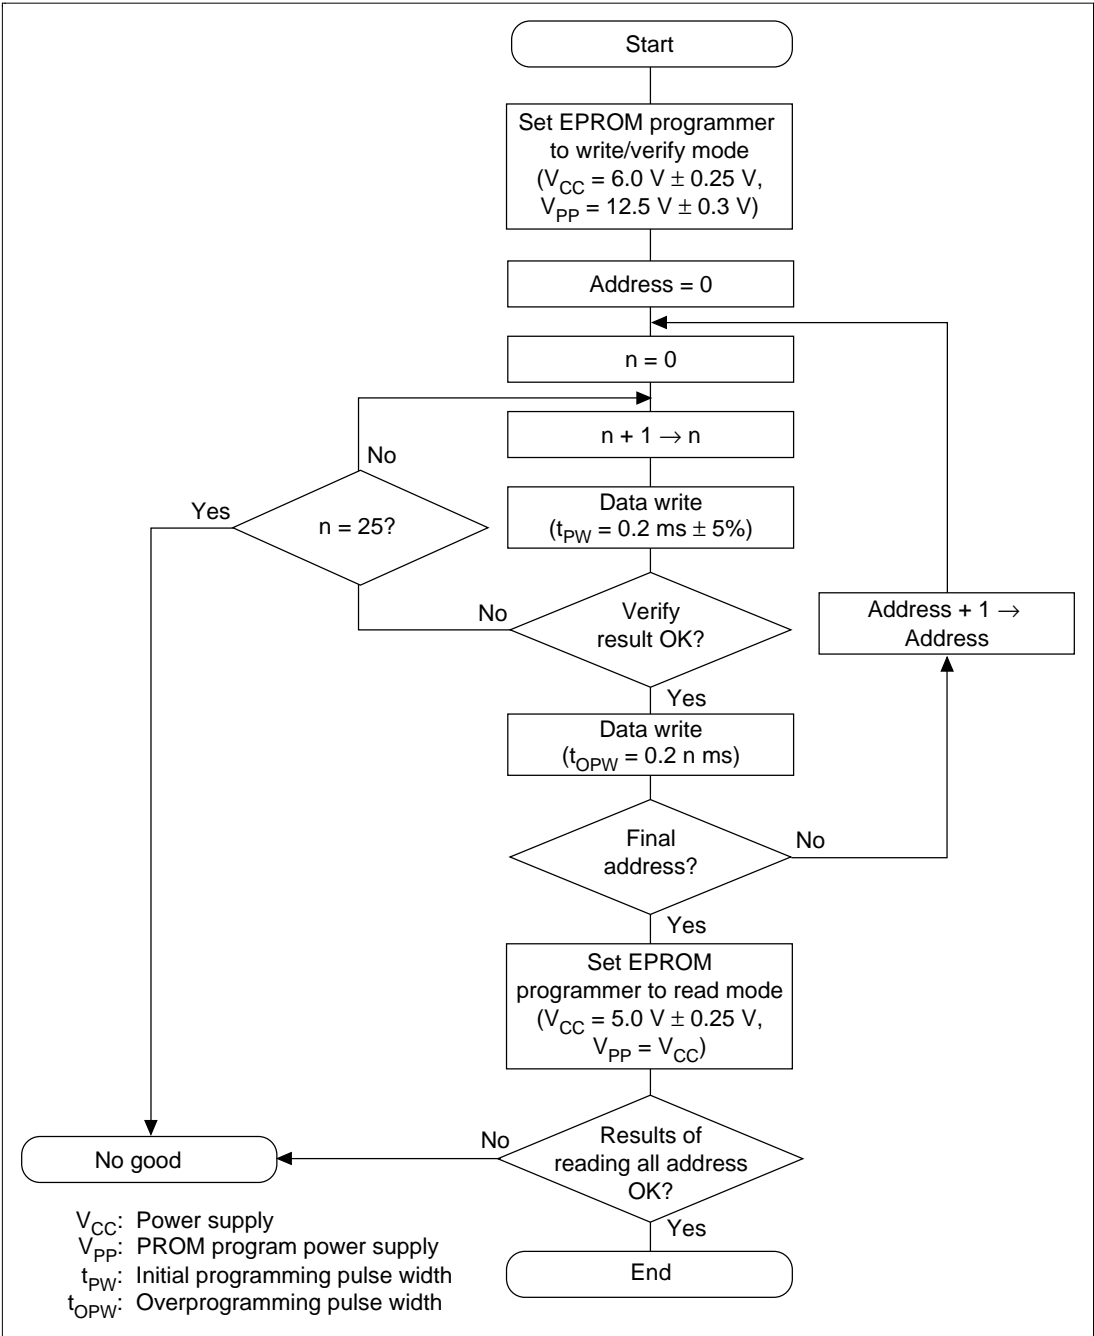 Start
Set EPROM programmer
to write/verify mode
(VCC = 6.0 V ± 0.25 V,
VPP = 12.5 V ± 0.3 V)
Address = 0
n = 0
n + 1 → n
No
Yes
n = 25?
Data write
(tPW = 0.2 ms ± 5%)
No
Verify
result OK?
Address + 1 →
Address
Yes
Data write
(tOPW = 0.2 n ms)
Final
address?
No
Yes
Set EPROM
programmer to read mode
(VCC = 5.0 V ± 0.25 V,
VPP = VCC)
No
Results of
reading all address
OK?
No good
Yes
End
VCC: Power supply
VPP: PROM program power supply
tPW: Initial programming pulse width
tOPW: Overprogramming pulse width